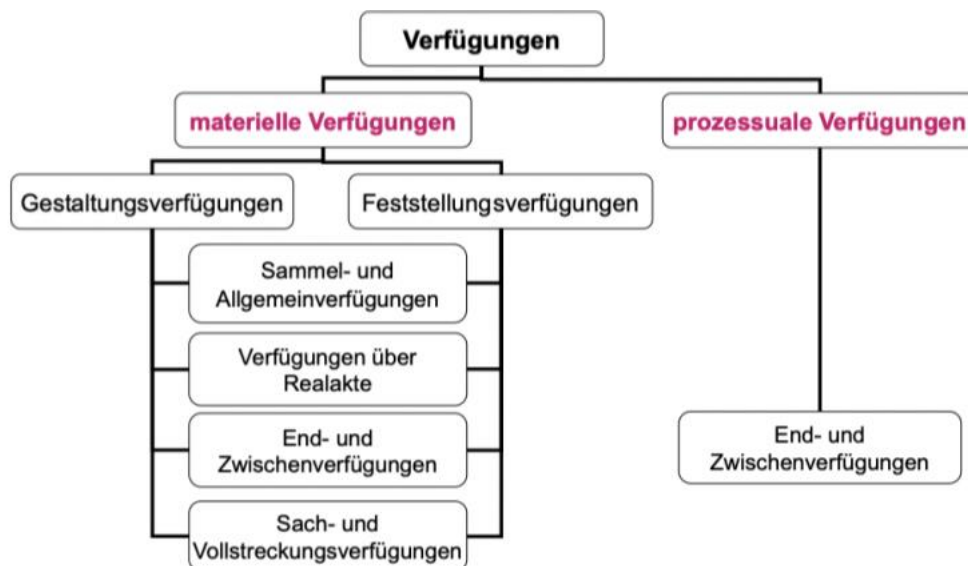 Verfügungen
materielle Verfügungen
prozessuale Verfügungen
Gestaltungsverfügungen
Feststellungsverfügungen
Sammel- und
Allgemeinverfügungen
Verfügungen über
Realakte
End- und
Zwischenverfügungen
Sach- und
Vollstreckungsverfügungen
End- und
Zwischenverfügungen